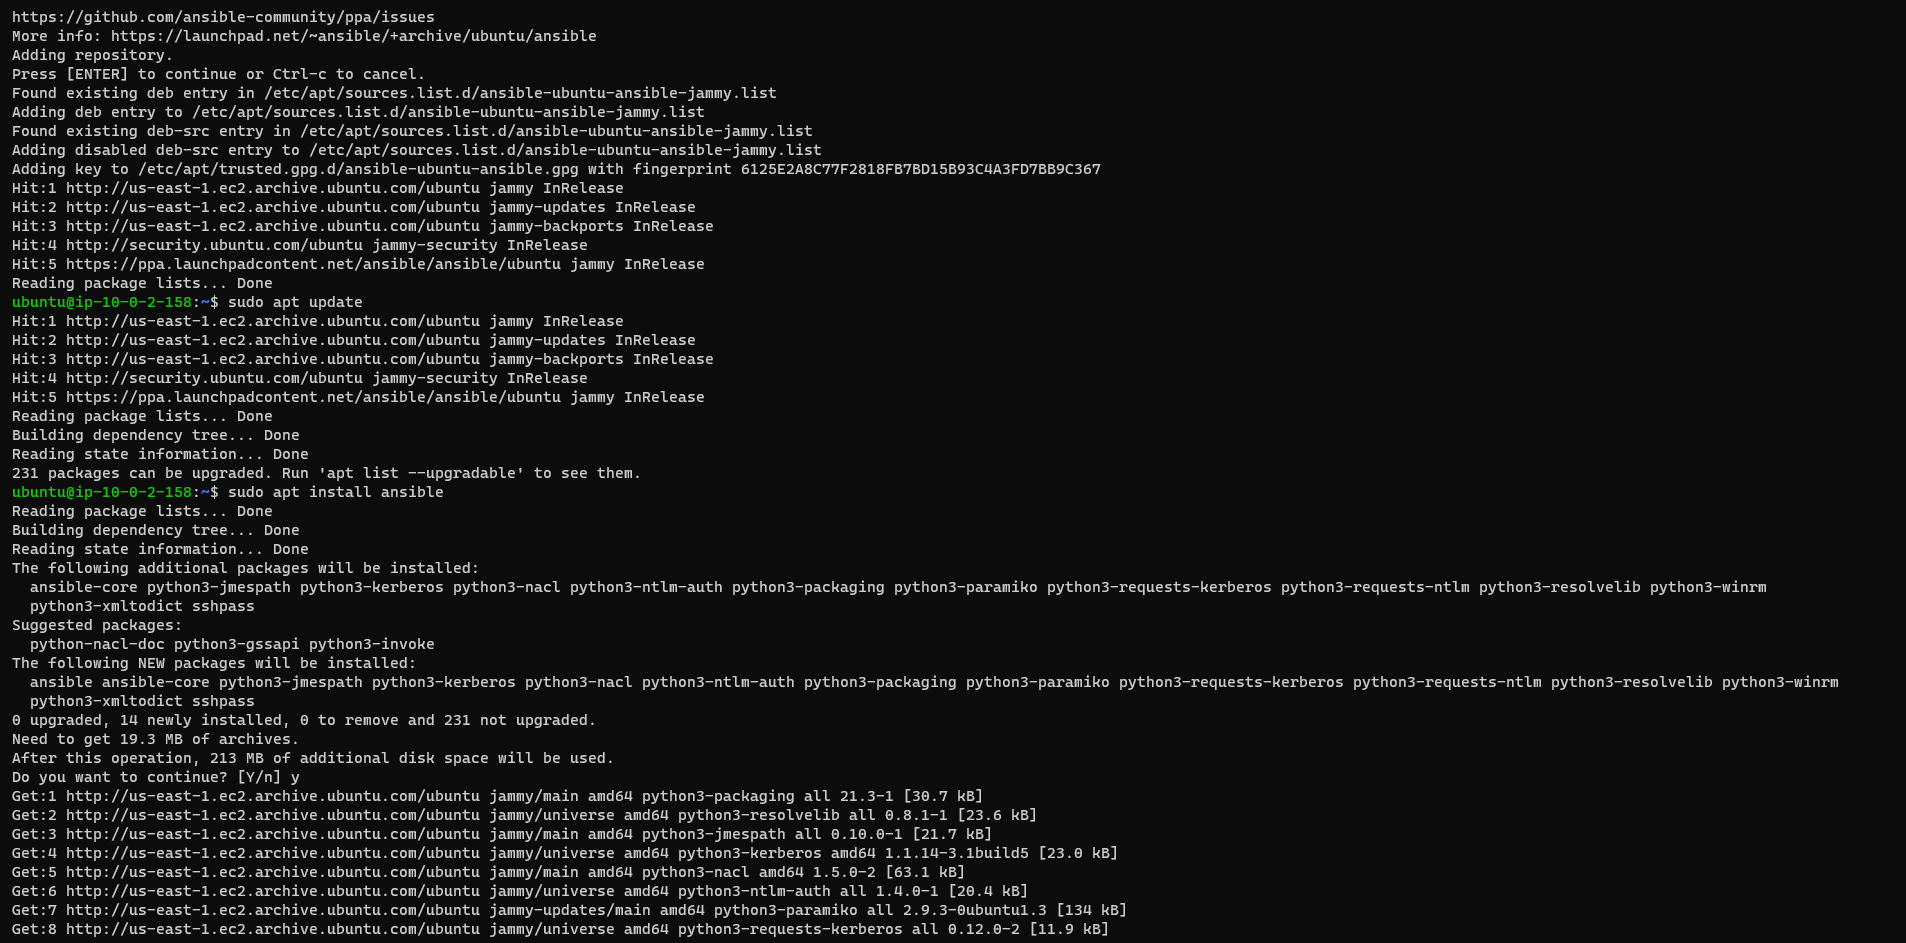 https://github.com/ansible-community/ppa/issues
More info: https://launchpad.net/~ansible/+archive/ubuntu/ansible
Adding repository.
Press [ENTER] to continue or Ctrl-c to cancel.
Found existing deb entry in /etc/apt/sources.list.d/ansible-ubuntu-ansible-jammy.list
Adding deb entry to /etc/apt/sources.list.d/ansible-ubuntu-ansible-jammy.list
Found existing deb-src entry in /etc/apt/sources.list.d/ansible-ubuntu-ansible-jammy.list
Adding disabled deb-src entry to /etc/apt/sources.list.d/ansible-ubuntu-ansible-jammy.list
Adding key to /etc/apt/trusted.gpg.d/ansible-ubuntu-ansible.gpg with fingerprint 6125E2A8C77F2818FB7BD15B93C4A3FD7BB9C367
Hit:1 http://us-east-1.ec2.archive.ubuntu.com/ubuntu jammy InRelease
Hit:2 http://us-east-1.ec2.archive.ubuntu.com/ubuntu jammy-updates InRelease
Hit:3 http://us-east-1.ec2.archive.ubuntu.com/ubuntu jammy-backports InRelease
Hit:4 http://security.ubuntu.com/ubuntu jammy-security InRelease
Hit:5 https://ppa.launchpadcontent.net/ansible/ansible/ubuntu jammy InRelease
Reading package lists... Done
ubuntu@ip-10-0-2-158:~$ sudo apt update
Hit:1 http://us-east-1.ec2.archive.ubuntu.com/ubuntu jammy InRelease
Hit:2 http://us-east-1.ec2.archive.ubuntu.com/ubuntu jammy-updates InRelease
Hit:3 http://us-east-1.ec2.archive.ubuntu.com/ubuntu jammy-backports InRelease
Hit:4 http://security.ubuntu.com/ubuntu jammy-security InRelease
Hit:5 https://ppa.launchpadcontent.net/ansible/ansible/ubuntu jammy InRelease
Reading package lists... Done
Building dependency tree... Done
Reading state information... Done
231 packages can be upgraded. Run 'apt list --upgradable' to see them.
ubuntu@ip-10-0-2-158:~$ sudo apt install ansible
Reading package lists... Done
Building dependency tree... Done
Reading state information... Done
The following additional packages will be installed:
  ansible-core python3-jmespath python3-kerberos python3-nacl python3-ntlm-auth python3-packaging python3-paramiko python3-requests-kerberos python3-requests-ntlm python3-resolvelib python3-winrm
  python3-xmltodict sshpass
Suggested packages:
  python-nacl-doc python3-gssapi python3-invoke
The following NEW packages will be installed:
  ansible ansible-core python3-jmespath python3-kerberos python3-nacl python3-ntlm-auth python3-packaging python3-paramiko python3-requests-kerberos python3-requests-ntlm python3-resolvelib python3-winrm
  python3-xmltodict sshpass
0 upgraded, 14 newly installed, 0 to remove and 231 not upgraded.
Need to get 19.3 MB of archives.
After this operation, 213 MB of additional disk space will be used.
Do you want to continue? [Y/n] y
Get:1 http://us-east-1.ec2.archive.ubuntu.com/ubuntu jammy/main amd64 python3-packaging all 21.3-1 [30.7 kB]
Get:2 http://us-east-1.ec2.archive.ubuntu.com/ubuntu jammy/universe amd64 python3-resolvelib all 0.8.1-1 [23.6 kB]
Get:3 http://us-east-1.ec2.archive.ubuntu.com/ubuntu jammy/main amd64 python3-jmespath all 0.10.0-1 [21.7 kB]
Get:4 http://us-east-1.ec2.archive.ubuntu.com/ubuntu jammy/universe amd64 python3-kerberos amd64 1.1.14-3.1build5 [23.0 kB]
Get:5 http://us-east-1.ec2.archive.ubuntu.com/ubuntu jammy/main amd64 python3-nacl amd64 1.5.0-2 [63.1 kB]
Get:6 http://us-east-1.ec2.archive.ubuntu.com/ubuntu jammy/universe amd64 python3-ntlm-auth all 1.4.0-1 [20.4 kB]
Get:7 http://us-east-1.ec2.archive.ubuntu.com/ubuntu jammy-updates/main amd64 python3-paramiko all 2.9.3-0ubuntu1.3 [134 kB]
Get:8 http://us-east-1.ec2.archive.ubuntu.com/ubuntu jammy/universe amd64 python3-requests-kerberos all 0.12.0-2 [11.9 kB]